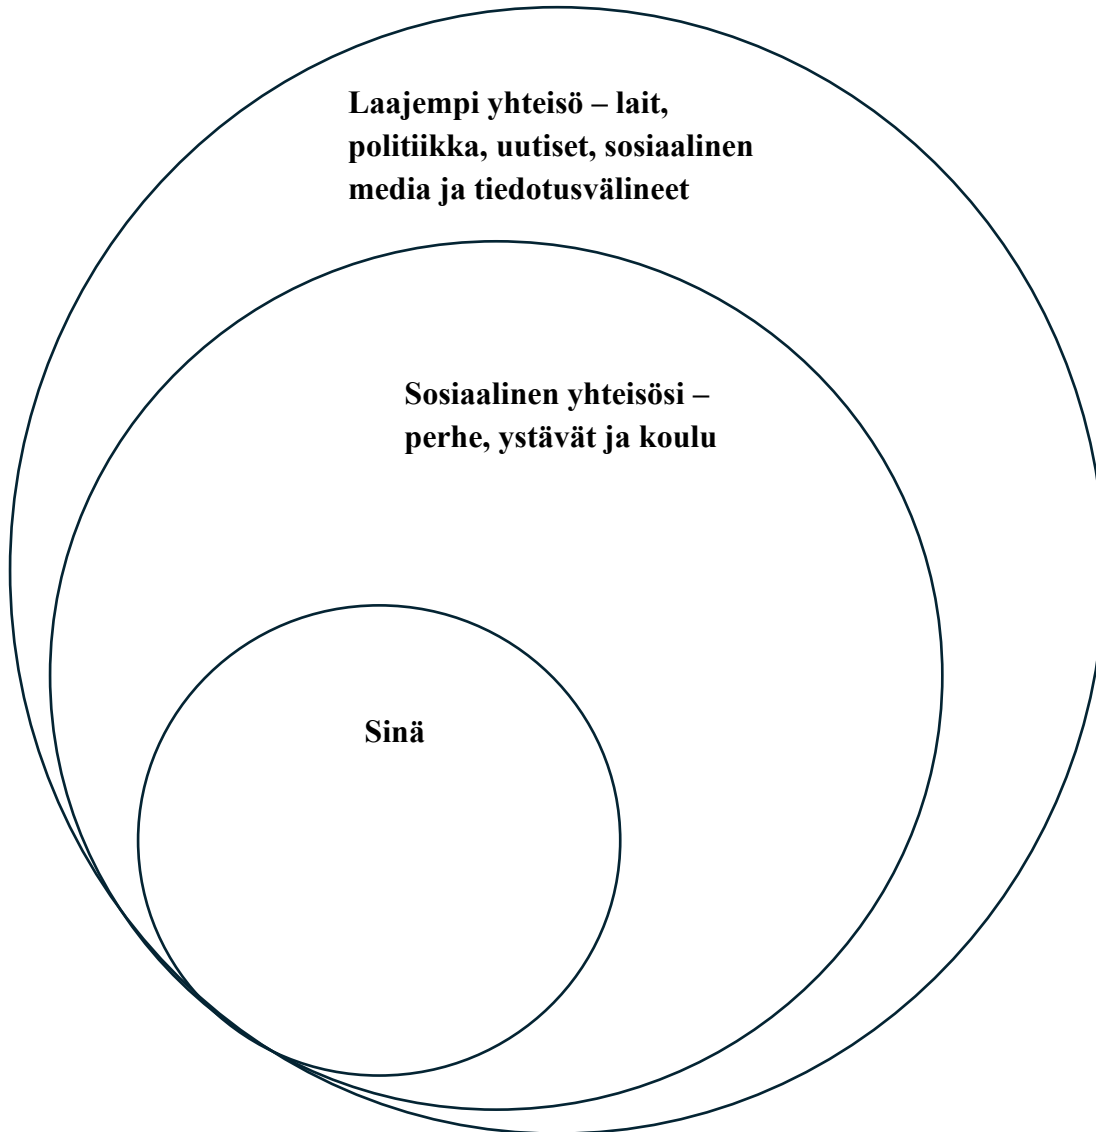 Laajempi yhteisö – lait,
politiikka, uutiset, sosiaalinen
media ja tiedotusvälineet
Sosiaalinen yhteisösi –
perhe, ystävät ja koulu
Sinä